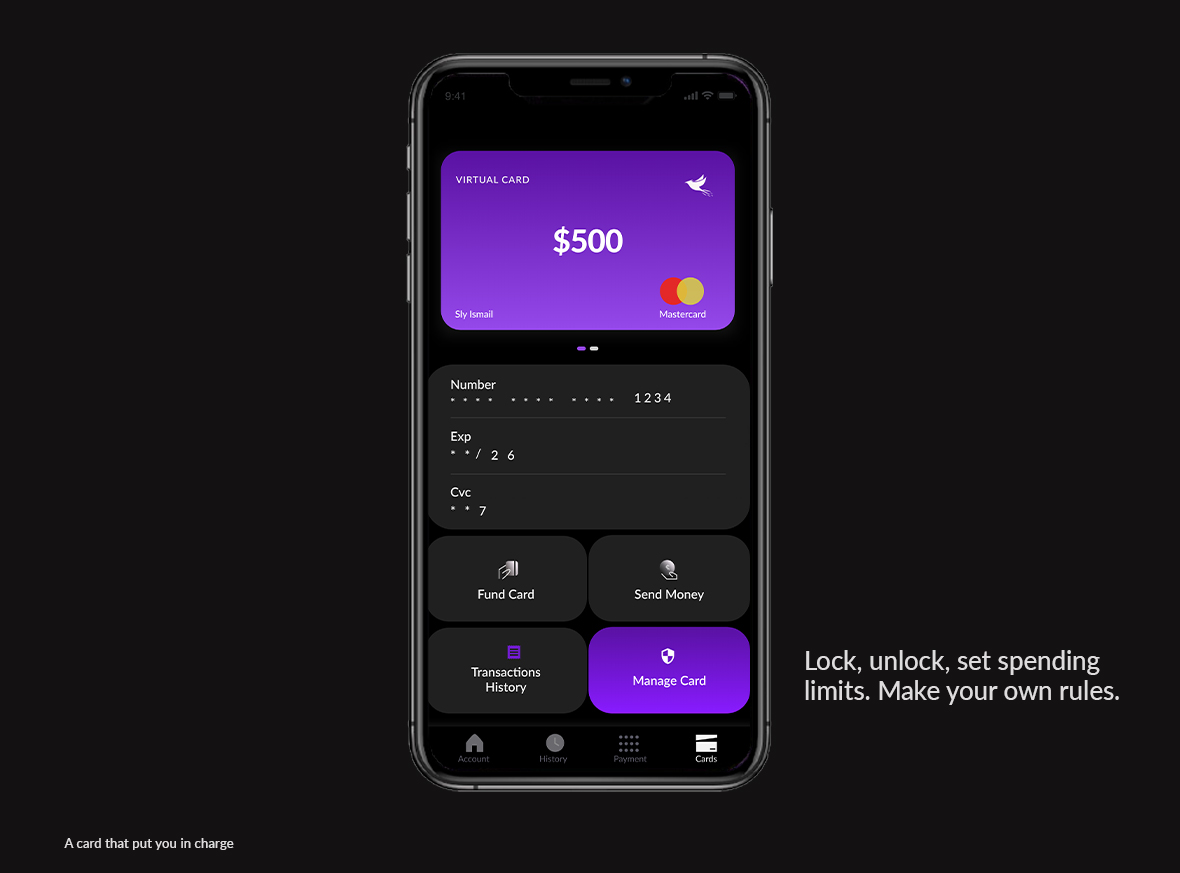 9:41
VIRTUAL CARD
$500
Sly Ismail
Mastercard
Number
* * * * * * * * * * * * 1234
Exp
* * / 2 6
Cvc
* * 7
Fund Card
Send Money
Transactions
History
Manage Card
Account
History
Payment
Cards
Lock, unlock, set spending
limits. Make your own rules.
A card that put you in charge